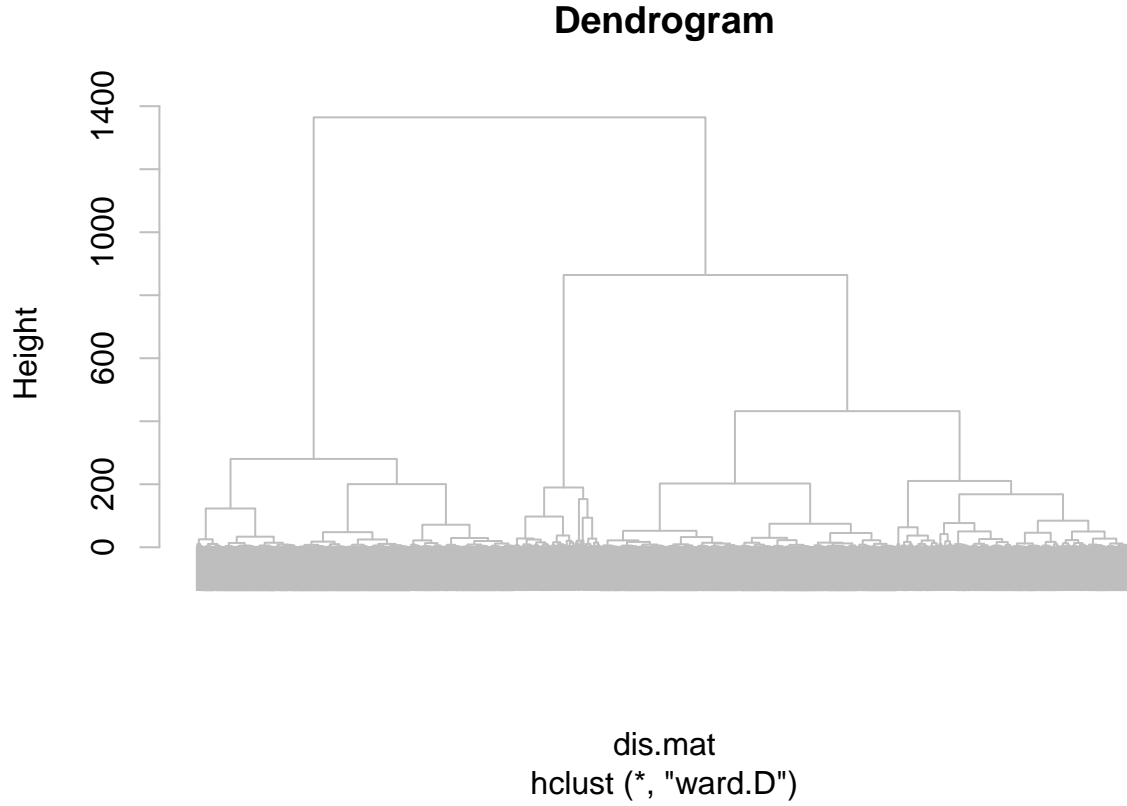 Dendrogram
1400
1000
600
200
0
Height
dis.mat
hclust (*, "ward.D")